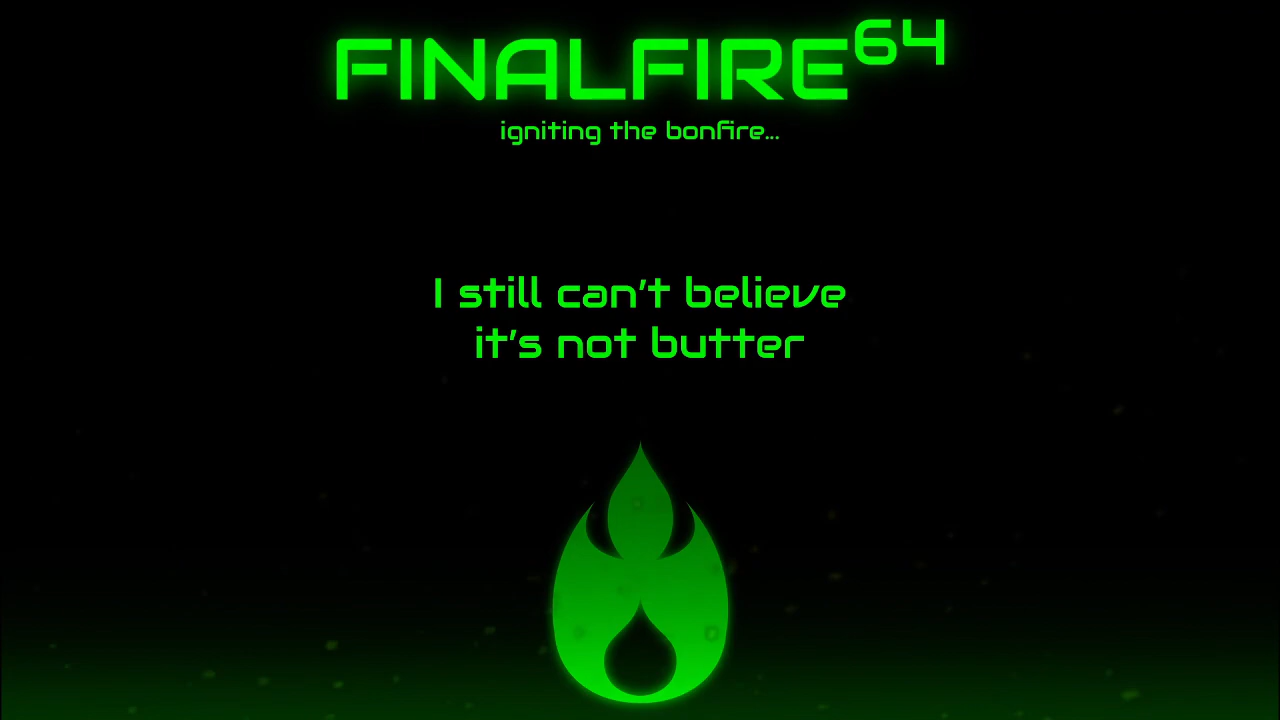 FINALFIRE64
igniting the bonfire...
I still can't believe
it's not butter